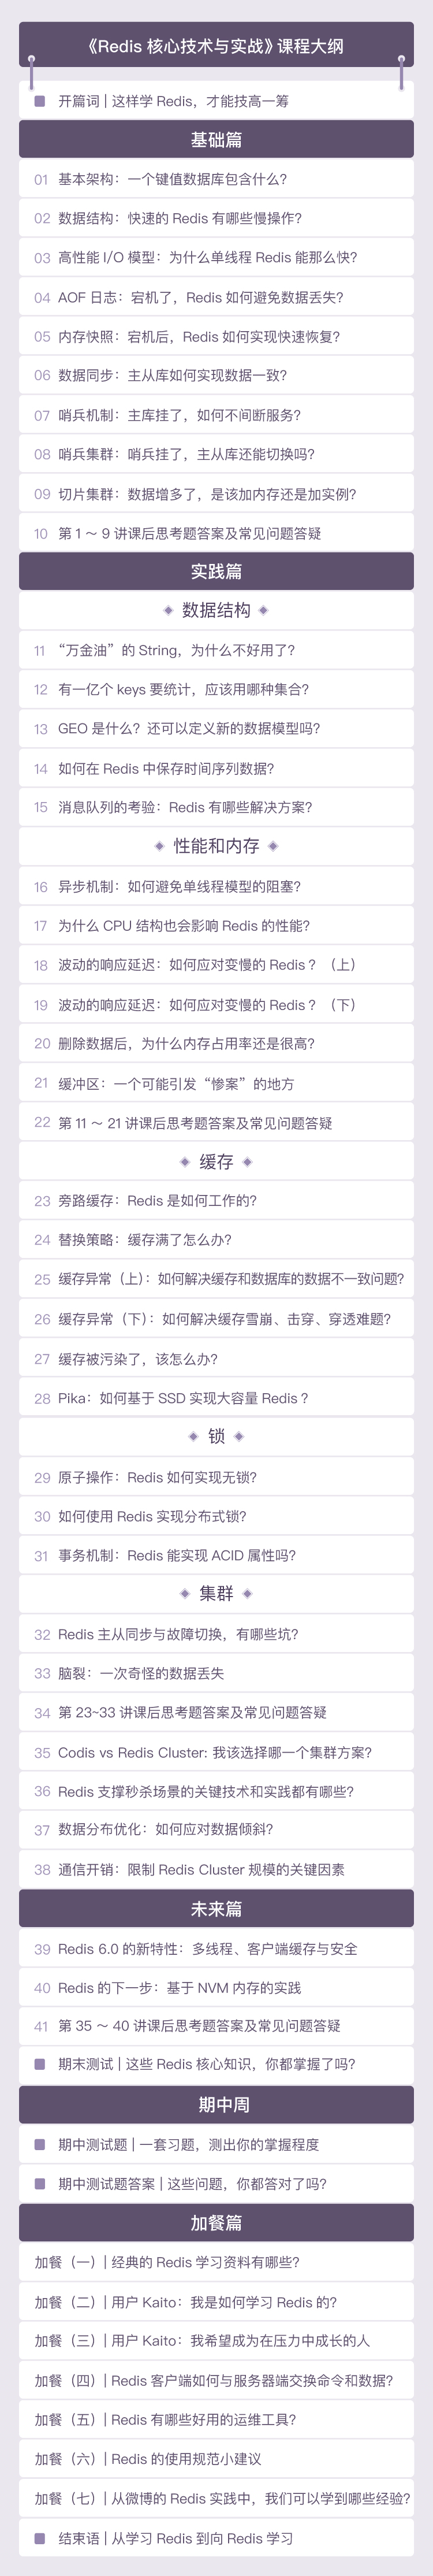 《Redis 核心技术与实战》课程大纲
开篇词 | 这样学 Redis，才能技高一筹
基础篇
01 基本架构：一个键值数据库包含什么？
02 数据结构：快速的 Redis 有哪些慢操作？
03 高性能 I/O 模型：为什么单线程 Redis 能那么快？
04 AOF 日志：宕机了，Redis 如何避免数据丢失？
05 内存快照：宕机后，Redis 如何实现快速恢复？
06 数据同步：主从库如何实现数据一致？
07 哨兵机制：主库挂了，如何不间断服务？
08 哨兵集群：哨兵挂了，主从库还能切换吗？
09 切片集群：数据增多了，是该加内存还是加实例？
10 第 1 ～ 9 讲课后思考题答案及常见问题答疑
实践篇
数据结构
11 “万金油”的 String，为什么不好用了？
12 有一亿个 keys 要统计，应该用哪种集合？
13 GEO 是什么？还可以定义新的数据模型吗？
14 如何在 Redis 中保存时间序列数据？
15 消息队列的考验：Redis 有哪些解决方案？
性能和内存
16 异步机制：如何避免单线程模型的阻塞？
17 为什么 CPU 结构也会影响 Redis 的性能？
18 波动的响应延迟：如何应对变慢的 Redis？（上）
19 波动的响应延迟：如何应对变慢的 Redis？（下）
20 删除数据后，为什么内存占用率还是很高？
21 缓冲区：一个可能引发“惨案”的地方
22 第 11 ～ 21 讲课后思考题答案及常见问题答疑
缓存
23 旁路缓存：Redis 是如何工作的？
24 替换策略：缓存满了怎么办？
25 缓存异常（上）：如何解决缓存和数据库的数据不一致问题？
26 缓存异常（下）：如何解决缓存雪崩、击穿、穿透难题？
27 缓存被污染了，该怎么办？
28 Pika：如何基于 SSD 实现大容量 Redis？
锁
29 原子操作：Redis 如何实现无锁？
30 如何使用 Redis 实现分布式锁？
31 事务机制：Redis 能实现 ACID 属性吗？
集群
32 Redis 主从同步与故障切换，有哪些坑？
33 脑裂：一次奇怪的数据丢失
34 第 23~33 讲课后思考题答案及常见问题答疑
35 Codis vs Redis Cluster: 我该选择哪一个集群方案？
36 Redis 支撑秒杀场景的关键技术和实践都有哪些？
37 数据分布优化：如何应对数据倾斜？
38 通信开销：限制 Redis Cluster 规模的关键因素
未来篇
39 Redis 6.0 的新特性：多线程、客户端缓存与安全
40 Redis 的下一步：基于 NVM 内存的实践
41 第 35 ～ 40 讲课后思考题答案及常见问题答疑
期末测试 | 这些 Redis 核心知识，你都掌握了吗？
期中周
期中测试题 | 一套习题，测出你的掌握程度
期中测试题答案 | 这些问题，你都答对了吗？
加餐篇
加餐（一）| 经典的 Redis 学习资料有哪些？
加餐（二）| 用户 Kaito：我是如何学习 Redis 的？
加餐（三）| 用户 Kaito：我希望成为在压力中成长的人
加餐（四）| Redis 客户端如何与服务器端交换命令和数据？
加餐（五）| Redis 有哪些好用的运维工具？
加餐（六）| Redis 的使用规范小建议
加餐（七）| 从微博的 Redis 实践中，我们可以学到哪些经验？
结束语 | 从学习 Redis 到向 Redis 学习